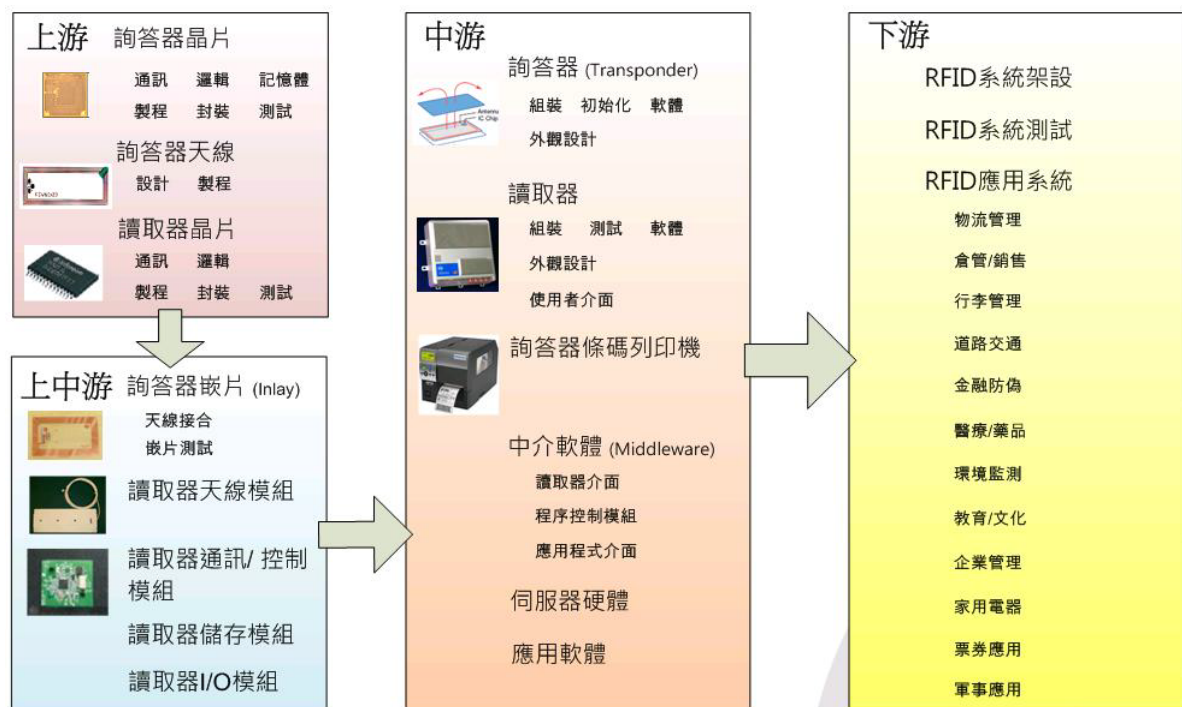 上游 詢答器晶片
通訊 邏輯 記憶體
製程 封裝 測試
詢答器天線
設計 製程
讀取器晶片
通訊 邏輯
製程 封裝 測試
上中游 詢答器嵌片 (Inlay)
天線接合
嵌片測試
讀取器天線模組
讀取器通訊/ 控制
模組
讀取器儲存模組
讀取器I/O模組
中游
詢答器 (Transponder)
Antenna
IC Chip
組裝 初始化 軟體
外觀設計
讀取器
組裝 測試 軟體
外觀設計
使用者介面
詢答器條碼列印機
中介軟體 (Middleware)
讀取器介面
程序控制模組
應用程式介面
伺服器硬體
應用軟體
下游
RFID系統架設
RFID系統測試
RFID應用系統
物流管理
倉管/銷售
行李管理
道路交通
金融防偽
醫療/藥品
環境監測
教育/文化
企業管理
家用電器
票券應用
軍事應用